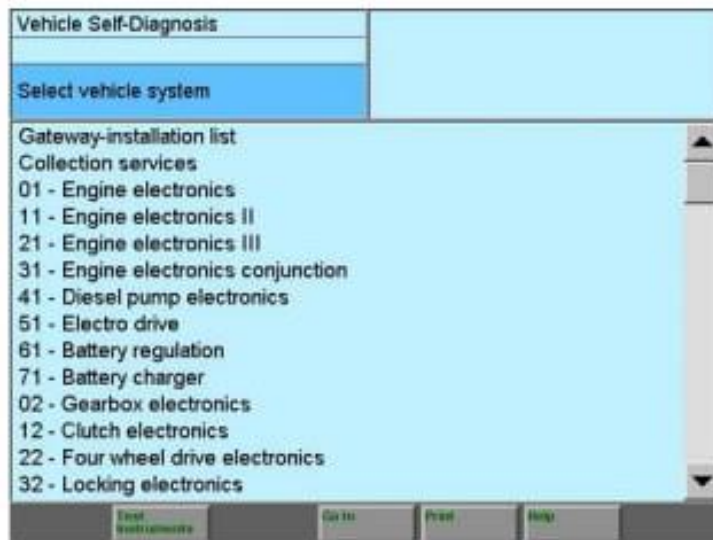 Vehicle Self-Diagnosis
Select vehicle system
Gateway-installation list
Collection services
01 - Engine electronics
11 - Engine electronics II
21 - Engine electronics III
31 - Engine electronics conjunction
41 - Diesel pump electronics
51 - Electro drive
61 - Battery regulation
71 - Battery charger
02 - Gearbox electronics
12 - Clutch electronics
22 - Four wheel drive electronics
32 - Locking electronics
Test instruments
Go to
Print
Help